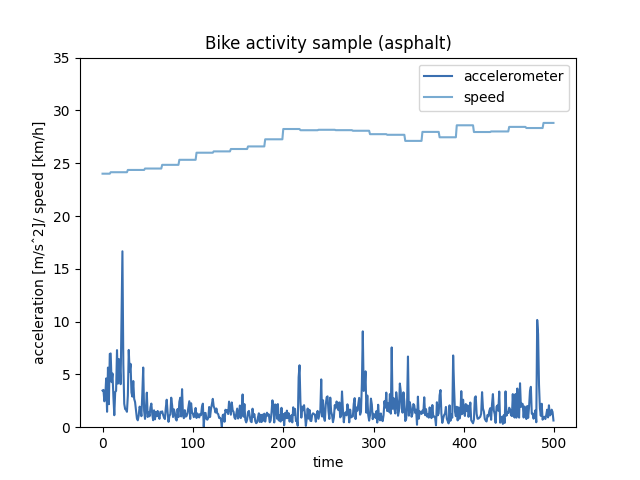 Bike activity sample (asphalt)
accelerometer
speed
acceleration [m/sˆ2]/ speed [km/h]
35
30
25
20
15
10
5
0
0 100 200 300 400 500
time